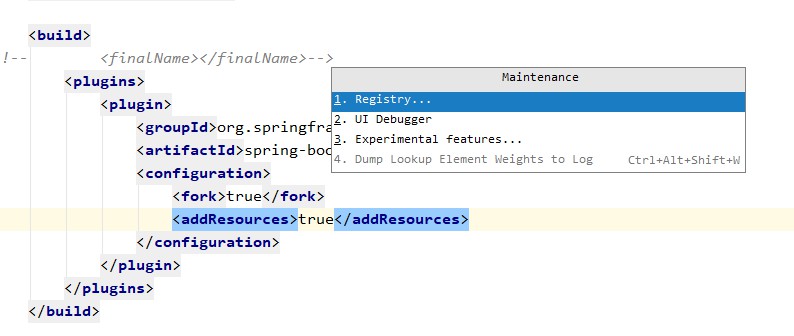 <build>
!-- <finalName></finalName>-->
<plugins>
Maintenance
<plugin>
1. Registry...
<groupId>org.springfra
2. UI Debugger
<artifactId>spring-boo
3. Experimental features...
<configuration>
4. Dump Lookup Element Weights to Log Ctrl+Alt+Shift+W
<fork>true</fork>
<addResources>true</addResources>
</configuration>
</plugin>
</plugins>
</build>